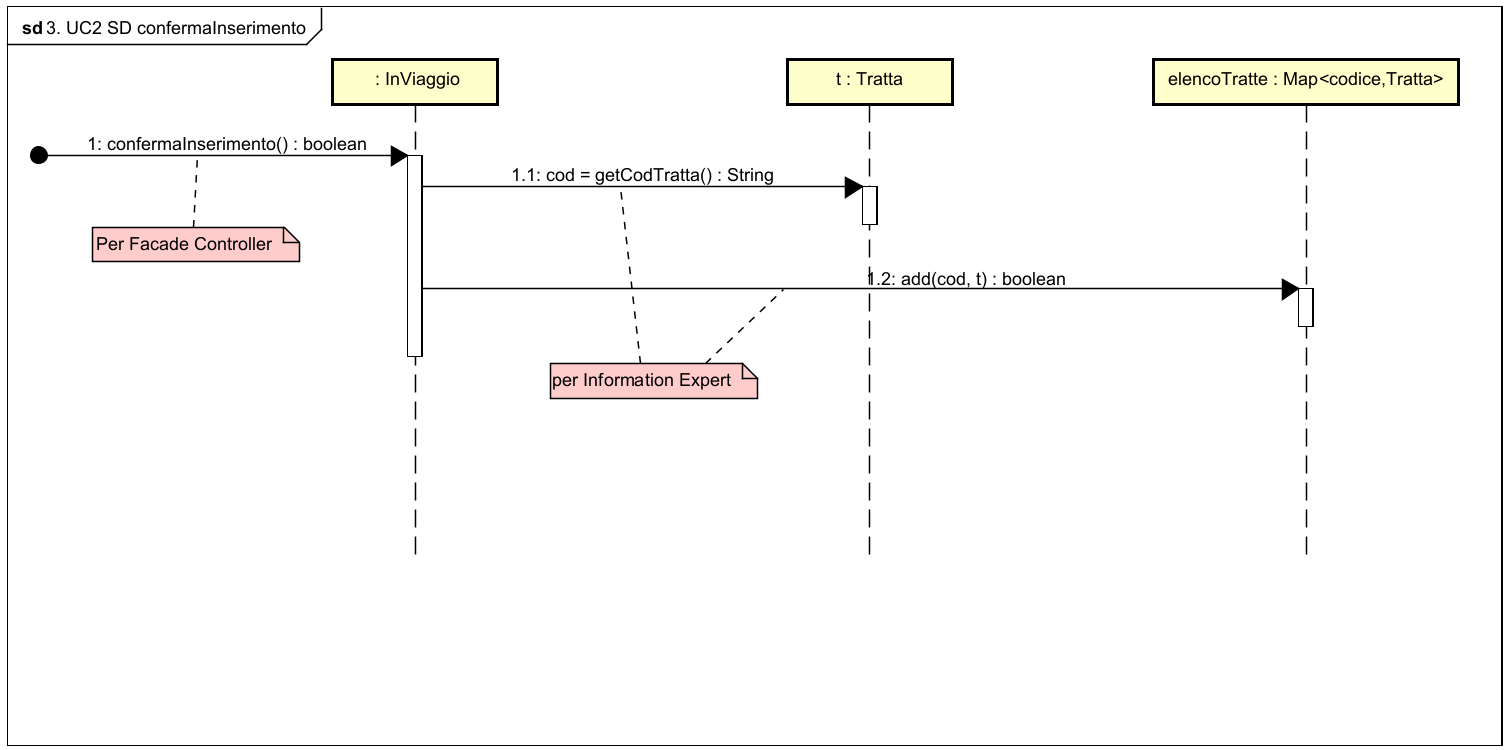 sd 3. UC2 SD confermaInserimento
: InViaggio
t : Tratta
elencoTratte : Map<codice,Tratta>
1: confermaInserimento() : boolean
1.1: cod = getCodTratta() : String
Per Facade Controller
1.2: add(cod, t) : boolean
per Information Expert